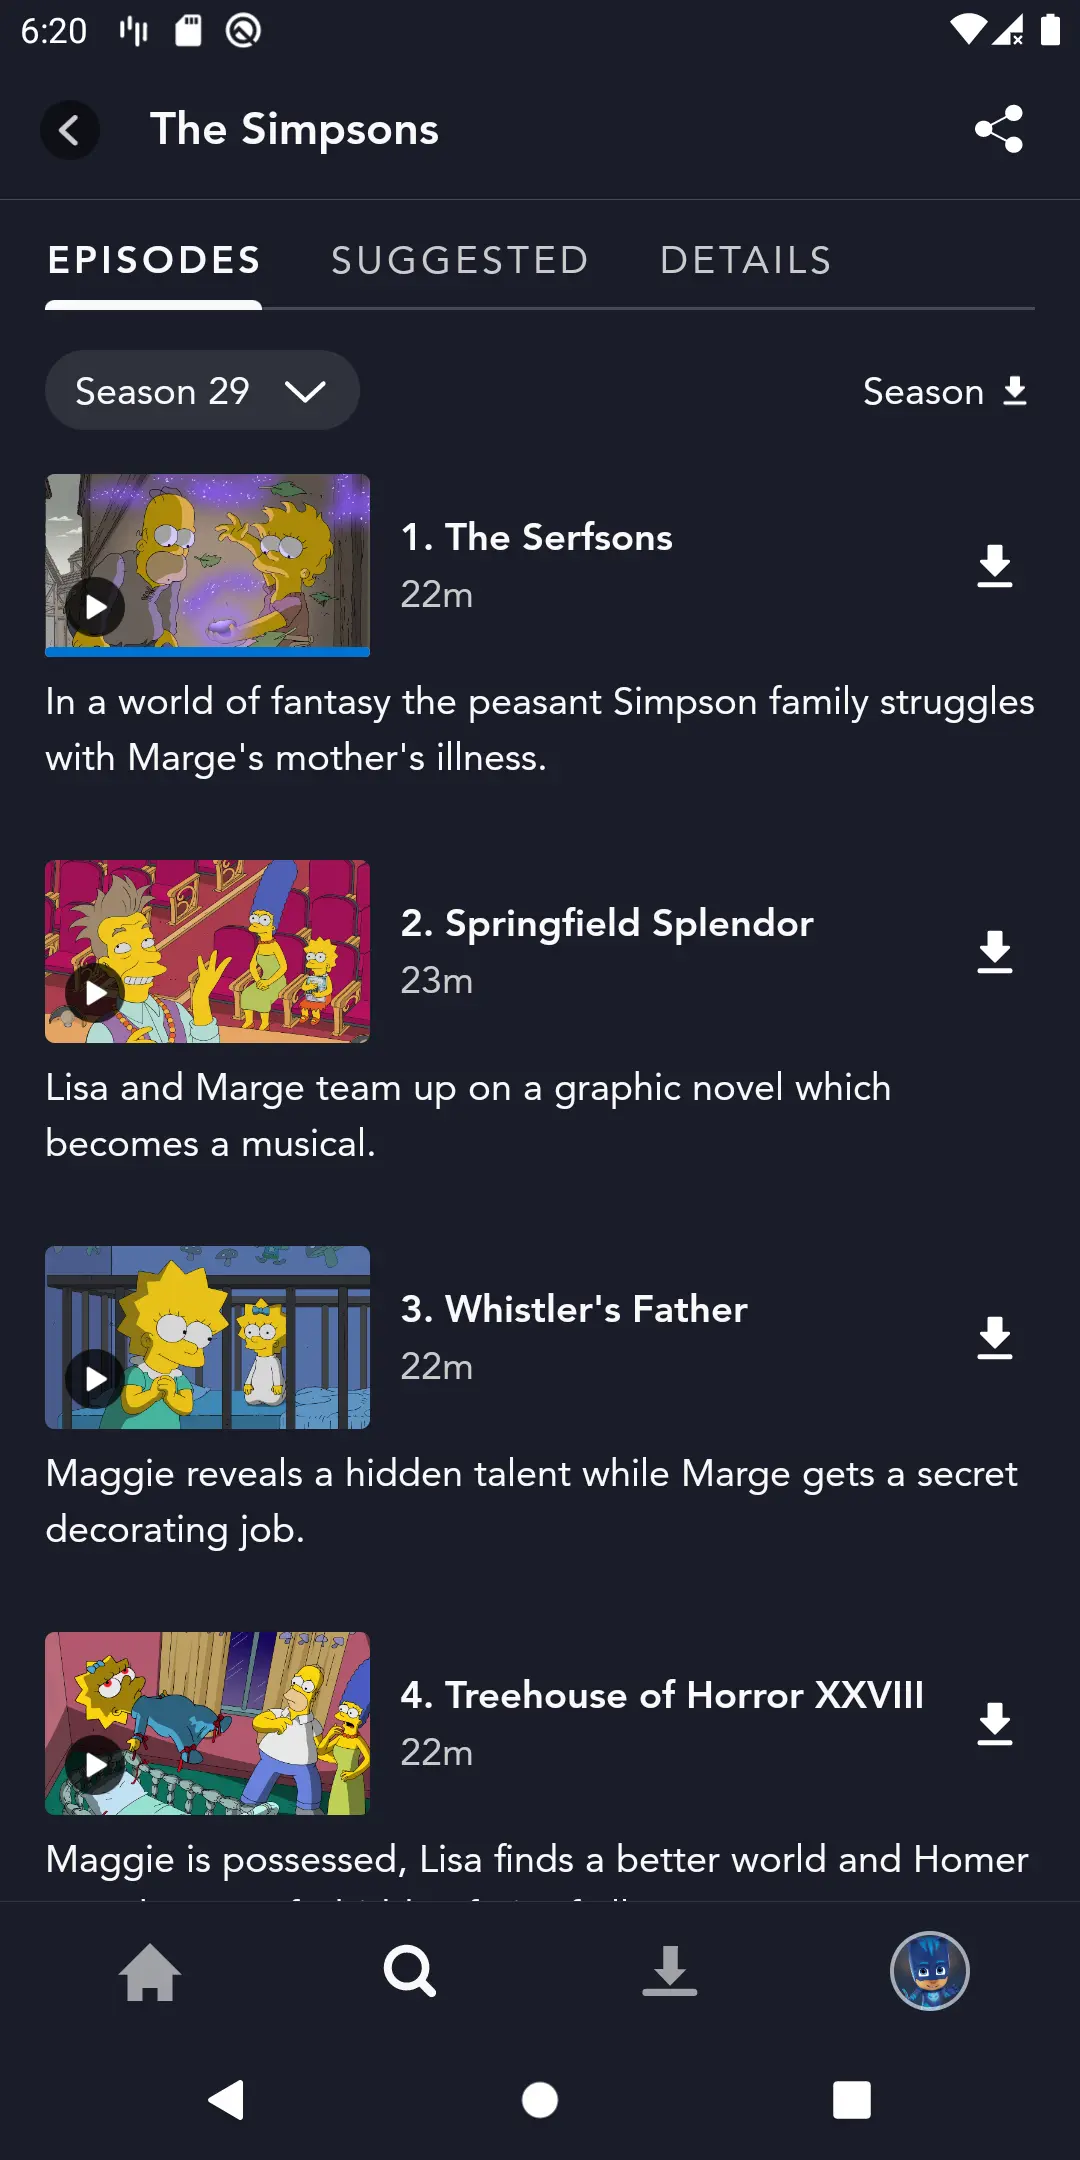 6:20
The Simpsons
EPISODES SUGGESTED DETAILS
Season 29
Season
1. The Serfsons
22m
In a world of fantasy the peasant Simpson family struggles
with Marge's mother's illness.
2. Springfield Splendor
23m
Lisa and Marge team up on a graphic novel which
becomes a musical.
3. Whistler's Father
22m
Maggie reveals a hidden talent while Marge gets a secret
decorating job.
4. Treehouse of Horror XXVIII
22m
Maggie is possessed, Lisa finds a better world and Homer